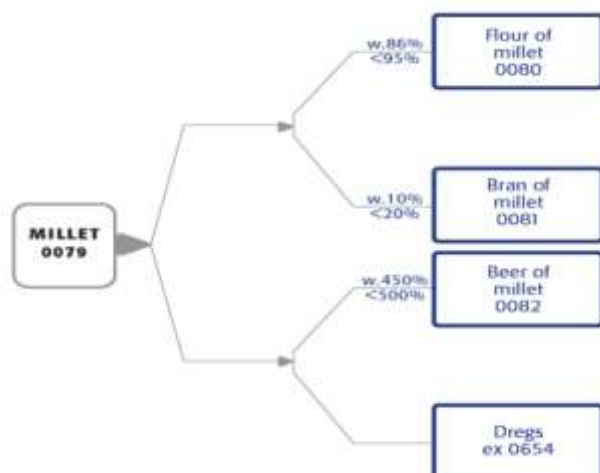 w.86%
<95%
Flour of
millet
0080
w.10%
<20%
Bran of
millet
0081
MILLET
0079
w.450%
<500%
Beer of
millet
0082
Dregs
ex 0654